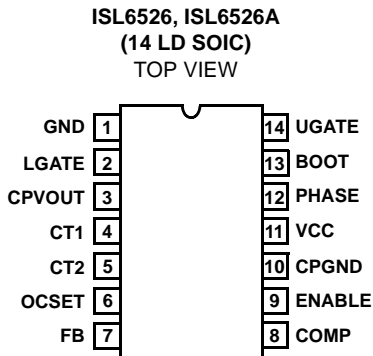 ISL6526, ISL6526A
(14 LD SOIC)
TOP VIEW
GND 1 14 UGATE
LGATE 2 13 BOOT
CPVOUT 3 12 PHASE
CT1 4 11 VCC
CT2 5 10 CPGND
OCSET 6 9 ENABLE
FB 7 8 COMP